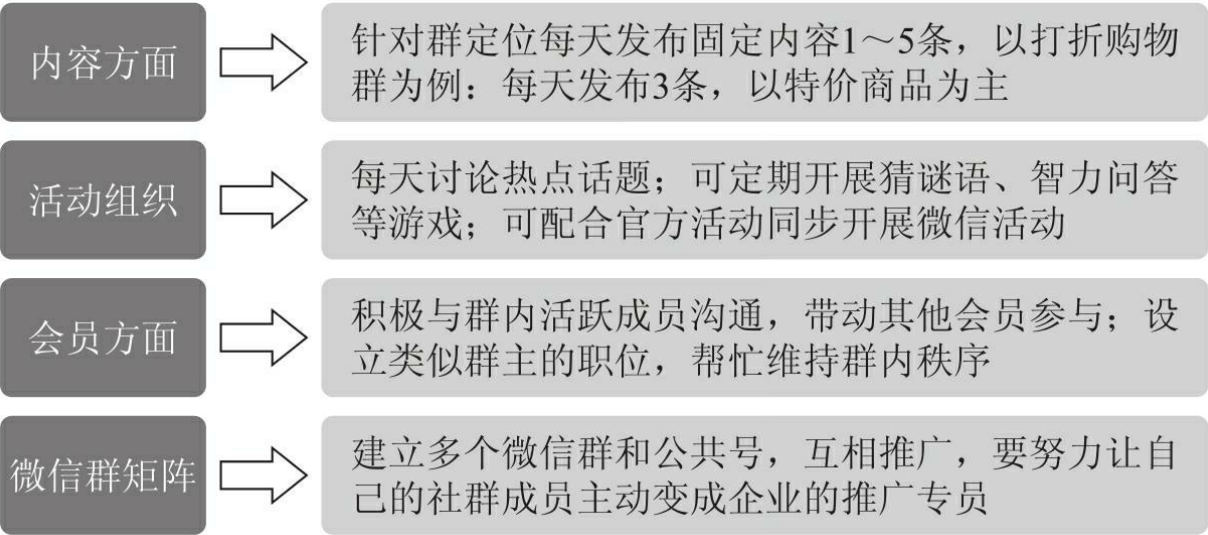 内容方面
针对群定位每天发布固定内容1～5条，以打折购物
群为例：每天发布3条，以特价商品为主
活动组织
每天讨论热点话题；可定期开展猜谜语、智力问答
等游戏；可配合官方活动同步开展微信活动
会员方面
积极与群内活跃成员沟通，带动其他会员参与；设
立类似群主的职位，帮忙维持群内秩序
微信群矩阵
建立多个微信群和公共号，互相推广，要努力让自
己的社群成员主动变成企业的推广专员